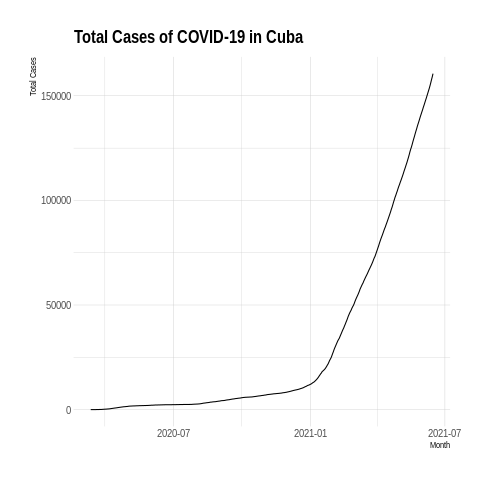 Total Cases of COVID-19 in Cuba
Total Cases
150000
100000
50000
0
2020-07
2021-01
2021-07
Month